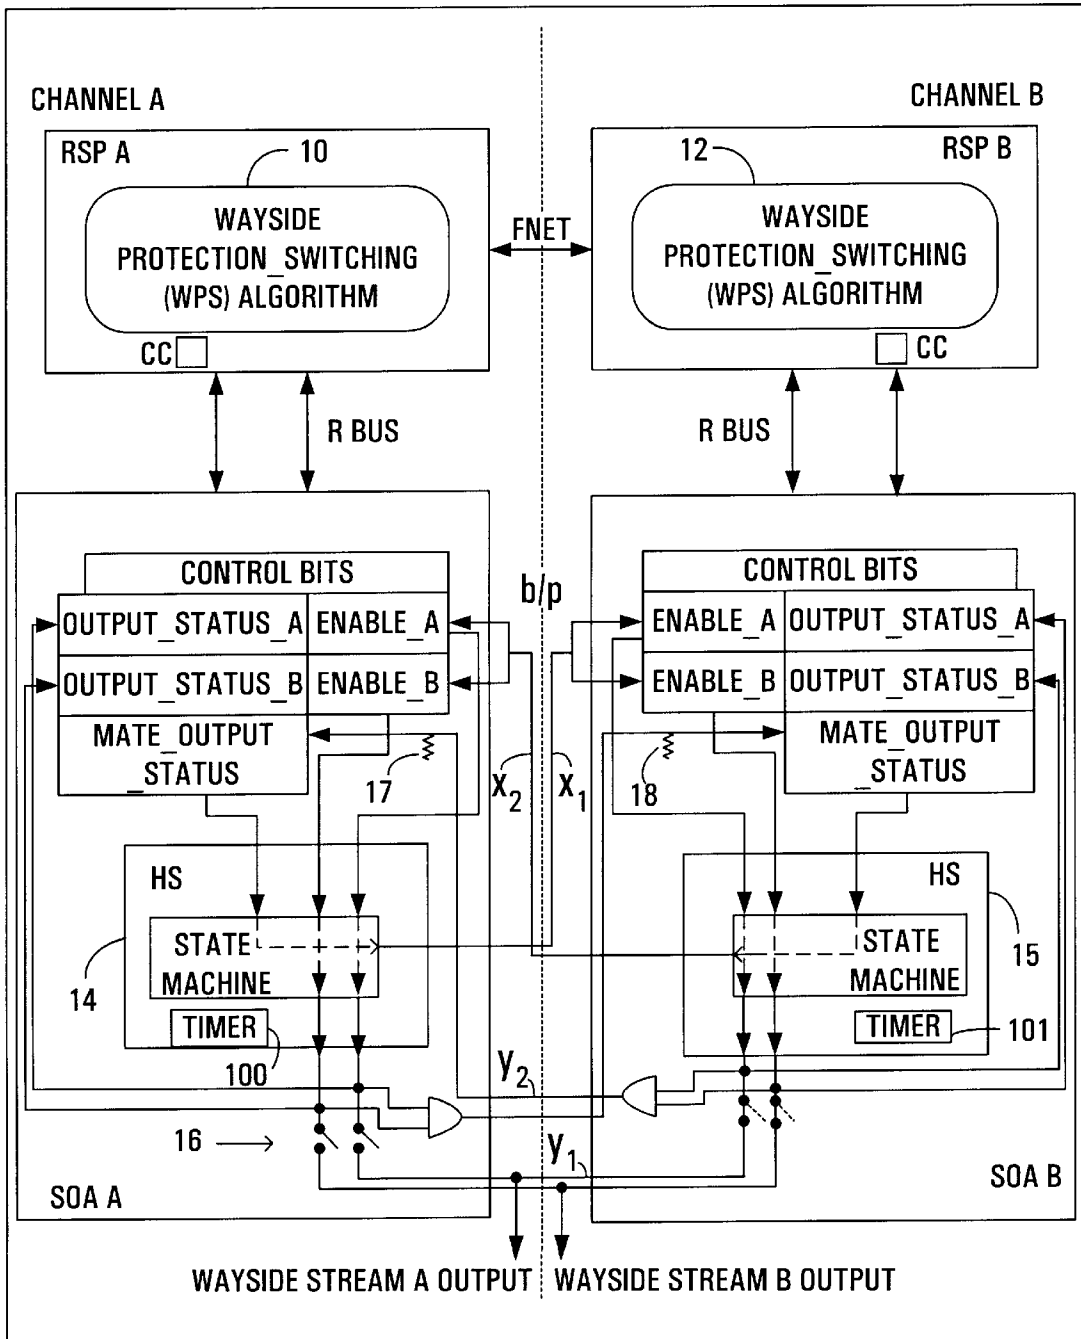 CHANNEL A
CHANNEL B
RSP A
10
WAYSIDE
PROTECTION_SWITCHING
(WPS) ALGORITHM
CC
FNET
12
RSP B
WAYSIDE
PROTECTION_SWITCHING
(WPS) ALGORITHM
CC
R BUS
R BUS
CONTROL BITS
OUTPUT_STATUS_A
ENABLE_A
OUTPUT_STATUS_B
ENABLE_B
MATE_OUTPUT
_STATUS
17
b/p
X2
X1
CONTROL BITS
ENABLE_A
OUTPUT_STATUS_A
ENABLE_B
OUTPUT_STATUS_B
MATE_OUTPUT
_STATUS
18
HS
STATE
MACHINE
14
TIMER
100
HS
STATE
MACHINE
15
TIMER
101
y2
16
y1
SOA A
SOA B
WAYSIDE STREAM A OUTPUT
WAYSIDE STREAM B OUTPUT